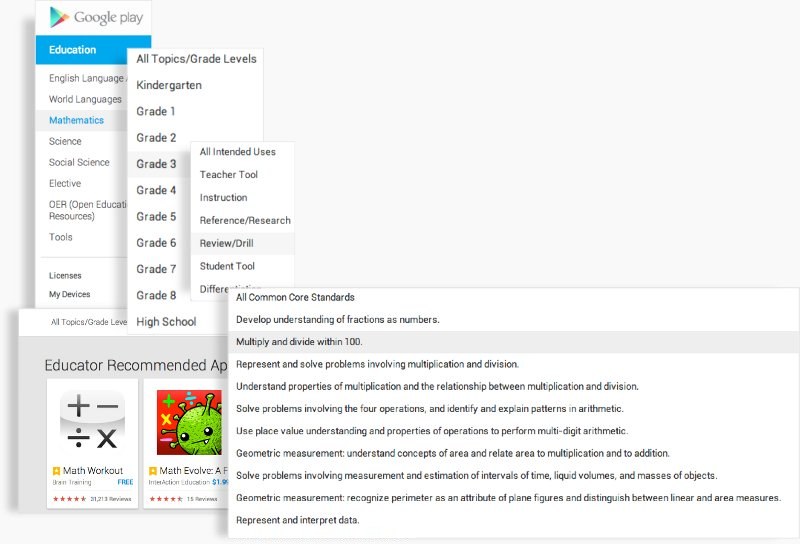 Google play
Education
English Language
World Languages
Mathematics
Science
Social Science
Elective
OER (Open Educati
Resources)
Tools
Licenses
My Devices
All Topics/Grade Levels
Kindergarten
Grade 1
Grade 2
Grade 3
Grade 4
Grade 5
Grade 6
Grade 7
Grade 8
High School
All Intended Uses
Teacher Tool
Instruction
Reference/Research
Review/Drill
Student Tool
All Common Core Standards
Develop understanding of fractions as numbers.
Multiply and divide within 100.
Represent and solve problems involving multiplication and division.
Understand properties of multiplication and the relationship between multiplication and division.
Solve problems involving the four operations, and identify and explain patterns in arithmetic.
Use place value understanding and properties of operations to perform multi-digit arithmetic.
Geometric measurement: understand concepts of area and relate area to multiplication and to addition.
Solve problems involving measurement and estimation of intervals of time, liquid volumes, and masses of objects.
Geometric measurement: recognize perimeter as an attribute of plane figures and distinguish between linear and area measures.
Represent and interpret data.
All Topics/Grade Leve
Educator Recommended Ap
+ −
÷ x
Math Workout
Brain Training FREE
31,213 Reviews
Math Evolve: A F
InterAction Education $1.9
15 Reviews